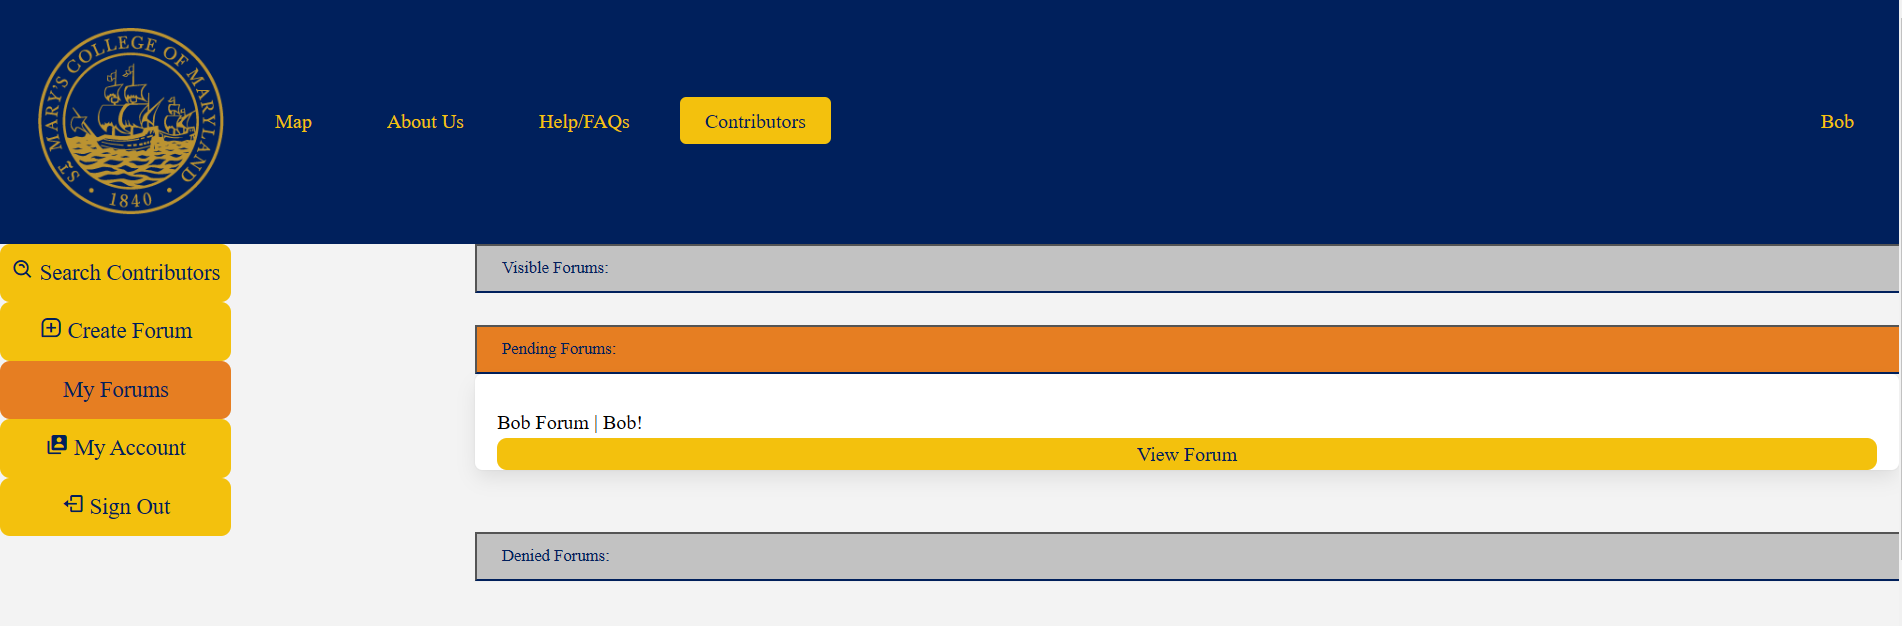 ST MARY'S COLLEGE OF MARYLAND
• 1840 •
Map
About Us
Help/FAQs
Contributors
Bob
Search Contributors
Create Forum
My Forums
My Account
Sign Out
Visible Forums:
Pending Forums:
Bob Forum | Bob!
View Forum
Denied Forums: